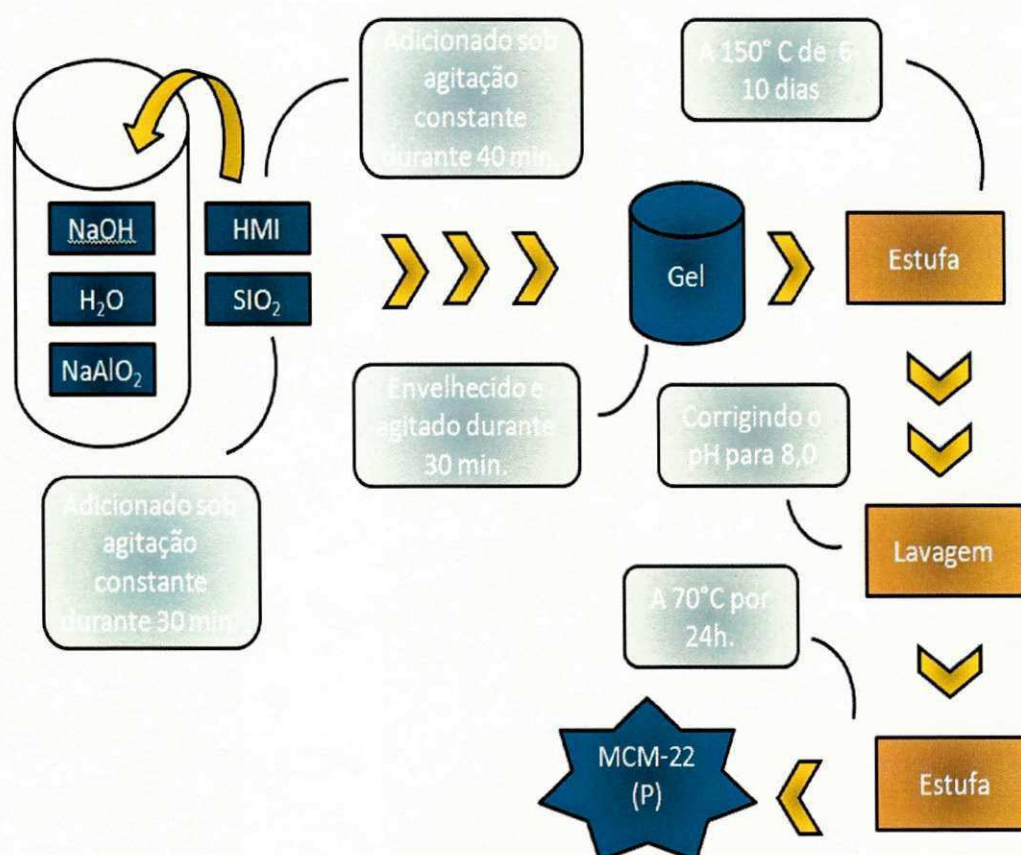 Adicionado sob
agitação
constante
durante 40 min.
A 150° C de 6-
10 dias
NaOH
HMI
H₂O
SIO₂
NaAlO₂
Gel
Estufa
Envelhecido e
agitado durante
30 min.
Corrigindo o
pH para 8,0
Adicionado sob
agitação
constante
durante 30 min
Lavagem
A 70°C por
24h.
MCM-22
(P)
Estufa